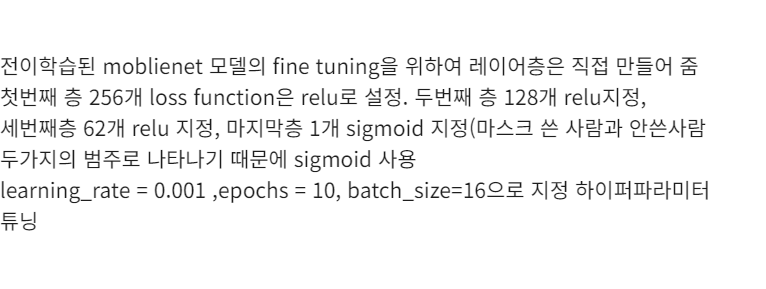 전이학습된 moblienet 모델의 fine tuning을 위하여 레이어층은 직접 만들어 줌
첫번째 층 256개 loss function은 relu로 설정. 두번째 층 128개 relu지정,
세번째층 62개 relu 지정, 마지막층 1개 sigmoid 지정(마스크 쓴 사람과 안쓴사람
두가지의 범주로 나타나기 때문에 sigmoid 사용
learning_rate = 0.001 ,epochs = 10, batch_size=16으로 지정 하이퍼파라미터
튜닝